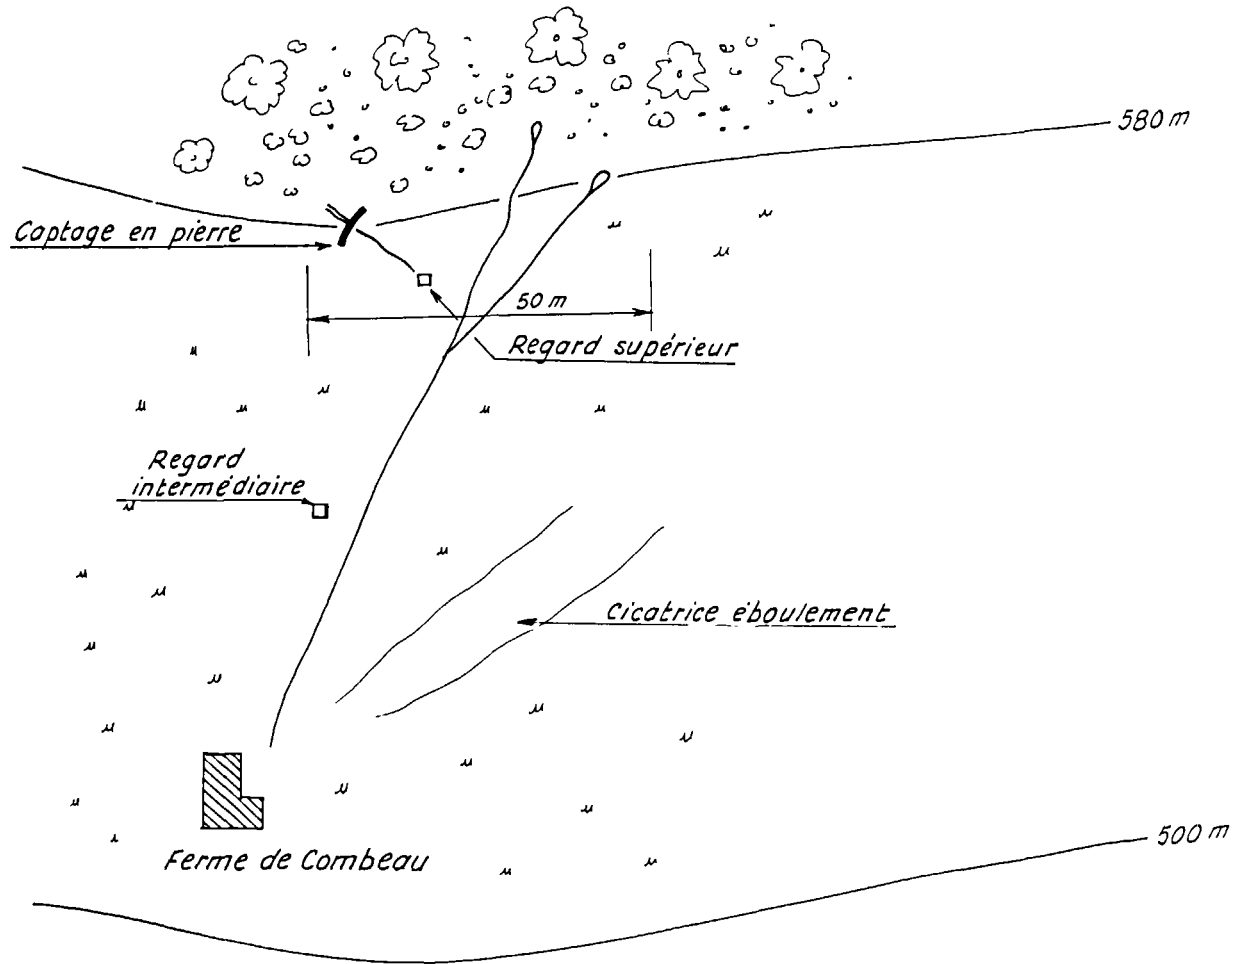 580 m
Captage en pierre
50 m
Regard supérieur
Regard
intermédiaire
Cicatrice éboulement
500 m
Ferme de Combeau